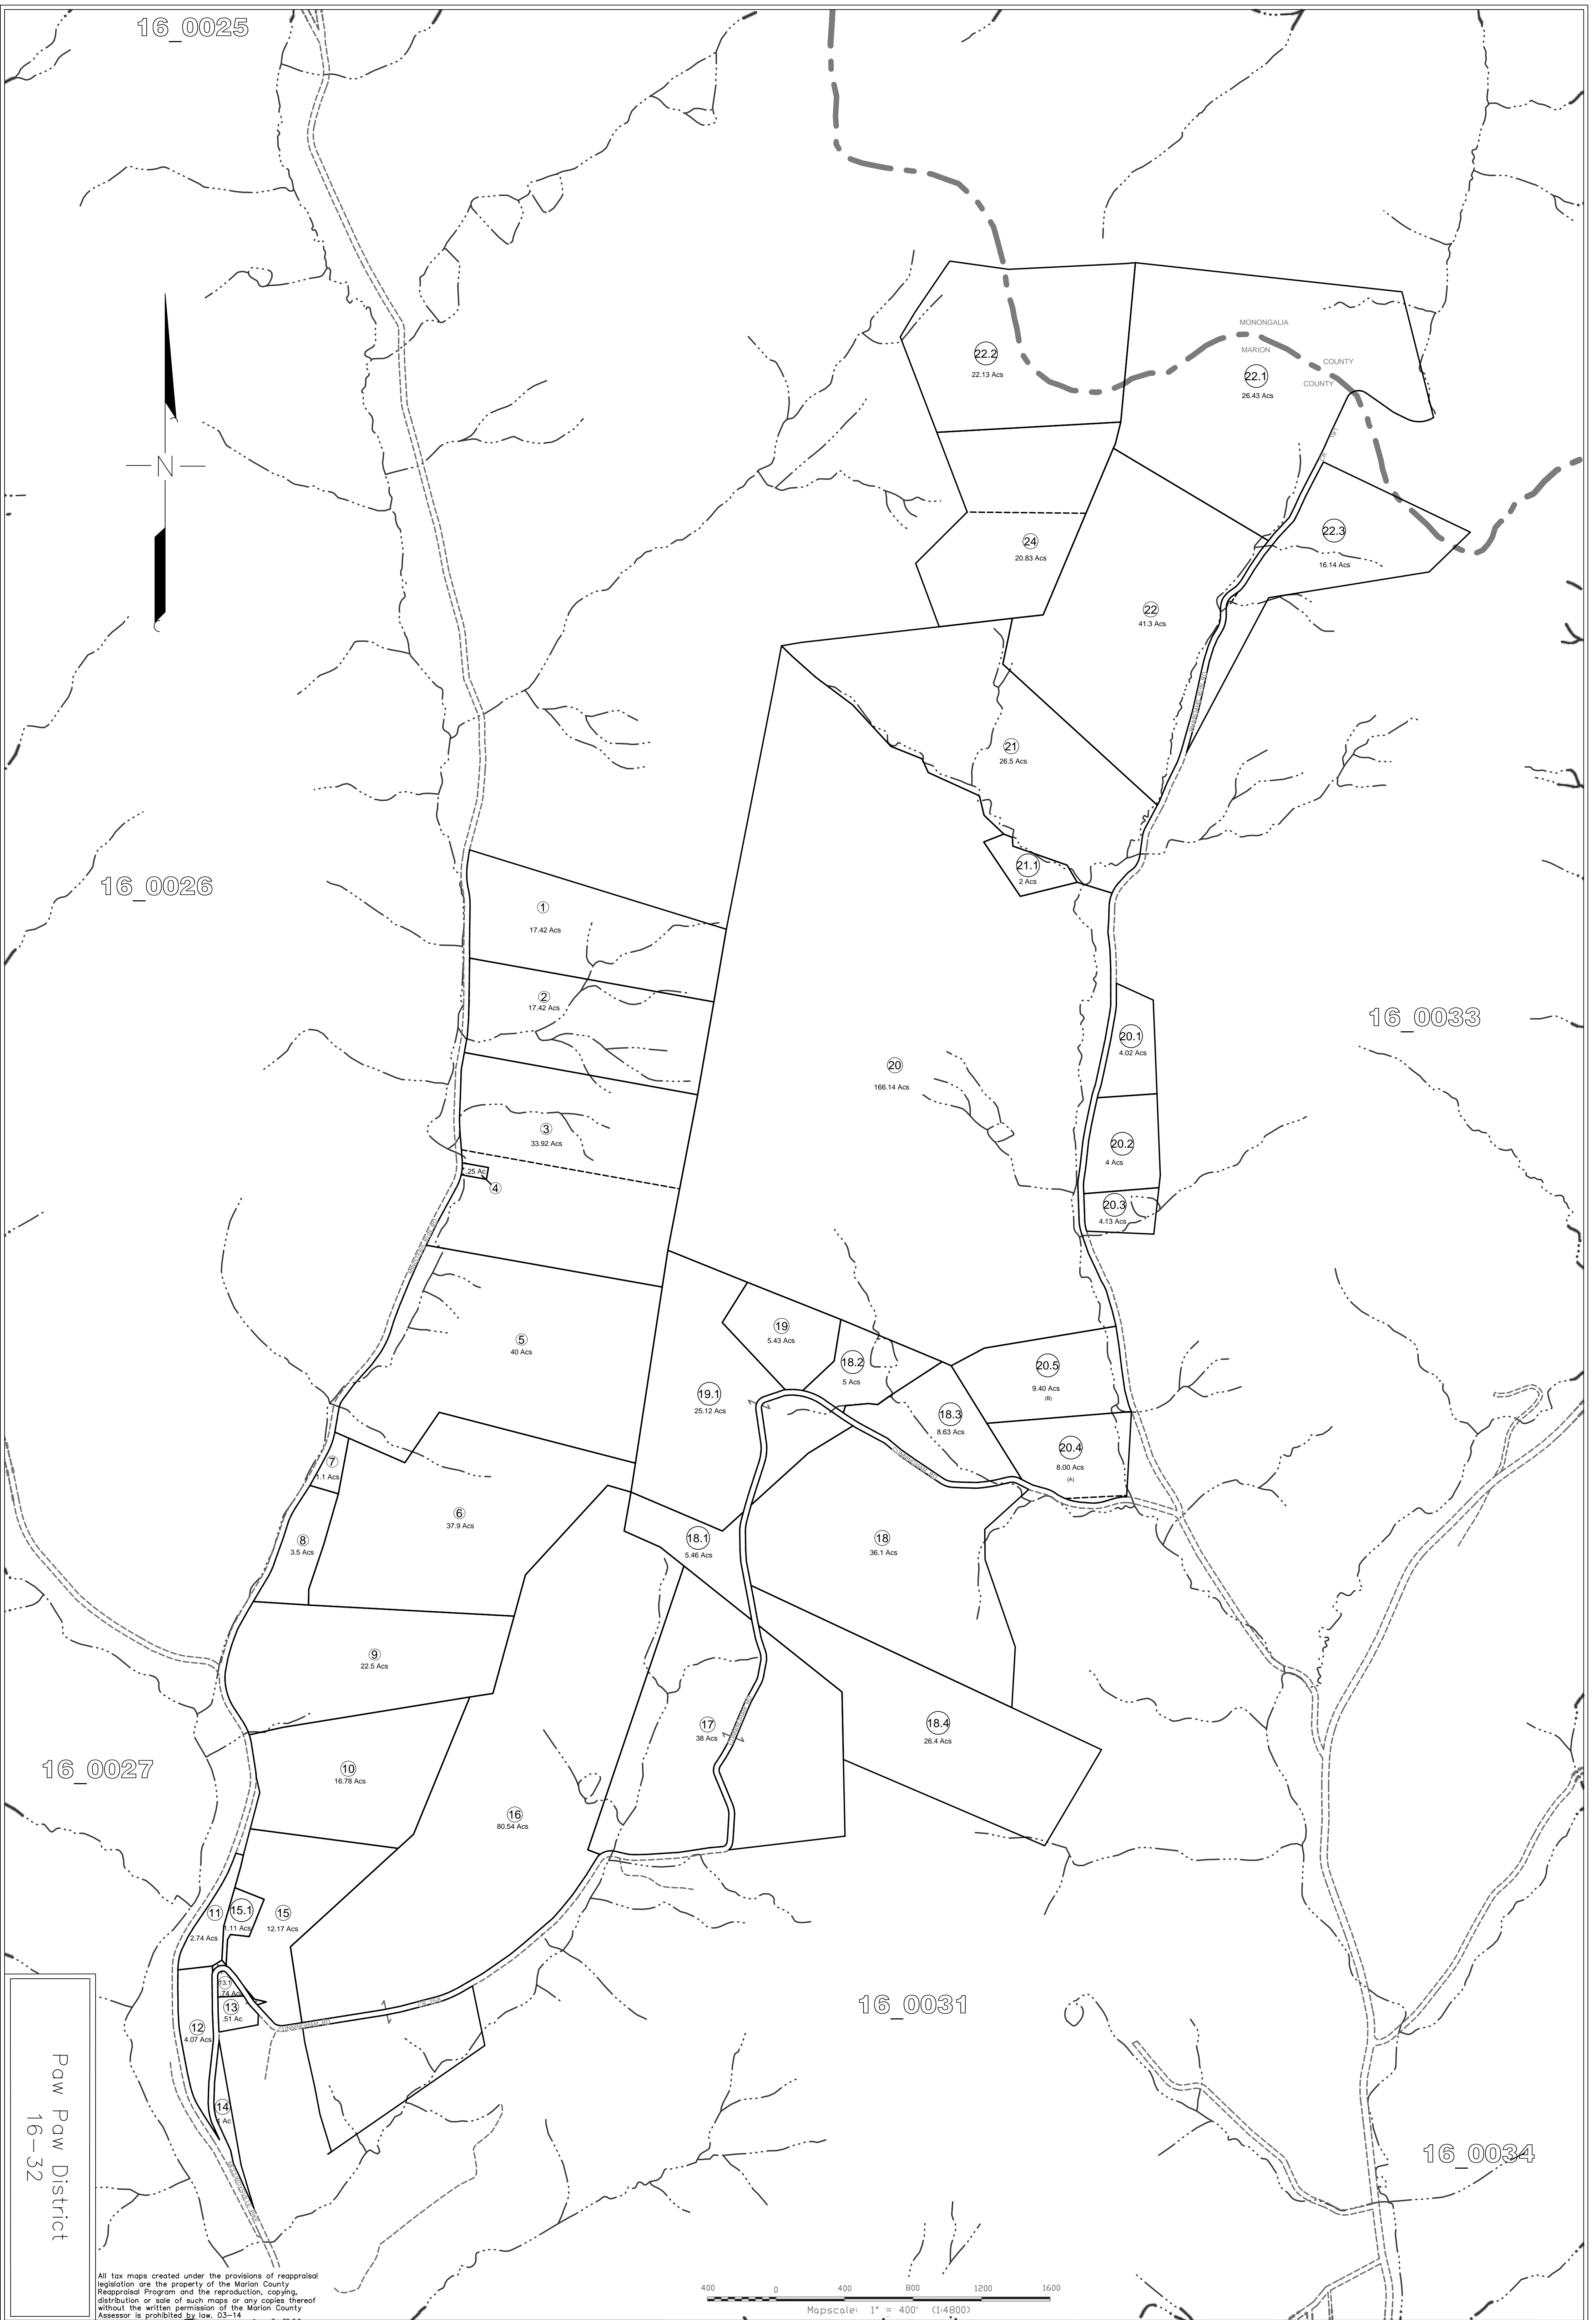 16_0025
MONONGALIA
MARION
COUNTY
COUNTY
22.2
22.13 Acs
22.1
26.43 Acs
N
22.3
16.14 Acs
24
20.83 Acs
22
41.3 Acs
21
26.5 Acs
21.1
2 Acs
16_0026
1
17.42 Acs
2
17.42 Acs
16_0033
20.1
4.02 Acs
20
166.14 Acs
3
33.92 Acs
20.2
4 Acs
.25 Ac
4
20.3
4.13 Acs
5
40 Acs
19
5.43 Acs
18.2
5 Acs
20.5
9.40 Acs
(B)
19.1
25.12 Acs
18.3
8.63 Acs
20.4
8.00 Acs
(A)
7
1.1 Acs
6
37.9 Acs
8
3.5 Acs
18.1
5.46 Acs
18
36.1 Acs
9
22.5 Acs
17
38 Acs
18.4
26.4 Acs
16_0027
10
16.78 Acs
16
80.54 Acs
11
2.74 Acs
15.1
1.11 Acs
15
12.17 Acs
13.1
.74 Ac
13
.51 Ac
12
4.07 Acs
16_0031
14
1 Ac
16_0034
Paw Paw District
16-32
All tax maps created under the provisions of reappraisal
legislation are the property of the Marion County
Reappraisal Program and the reproduction, copying,
distribution or sale of such maps or any copies thereof
without the written permission of the Marion County
Assessor is prohibited by law. 03-14
400 0 400 800 1200 1600
Mapscale: 1" = 400' (1:4800)